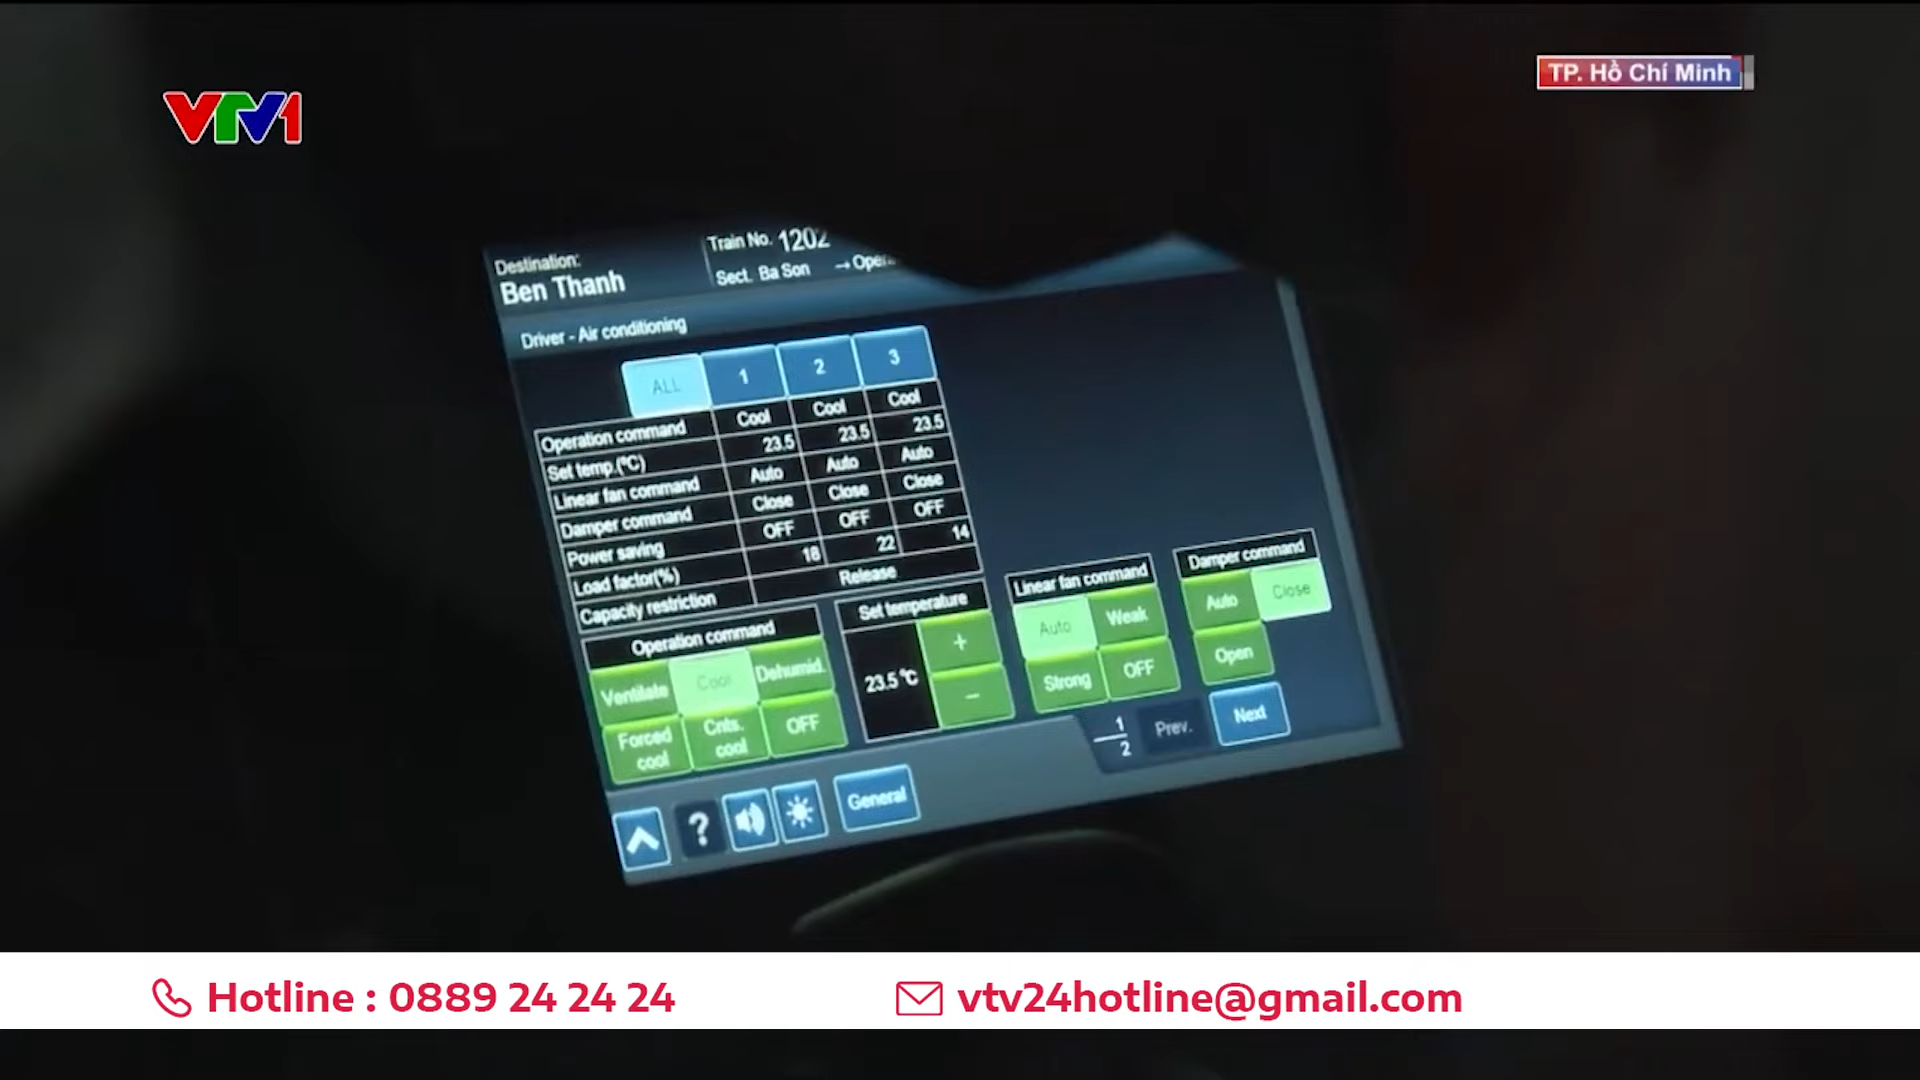 VTV1
TP. Hồ Chí Minh
Destination:
Ben Thanh
Train No. 1202
Sect. Ba Son →
Driver - Air conditioning
ALL 1 2 3
Operation command Cool Cool Cool
Set temp.(°C) 23.5 23.5 23.5
Linear fan command Auto Auto Auto
Damper command Close Close Close
Power saving OFF OFF OFF
Load factor(%) 18 22 14
Capacity restriction Release
Operation command
Ventilate Cool Dehumid.
Forced cool Cnts. cool OFF
Set temperature
23.5 °C + −
Linear fan command
Auto Weak
Strong OFF
Damper command
Auto Close
Open
1/2 Prev. Next
? General
Hotline : 0889 24 24 24
vtv24hotline@gmail.com